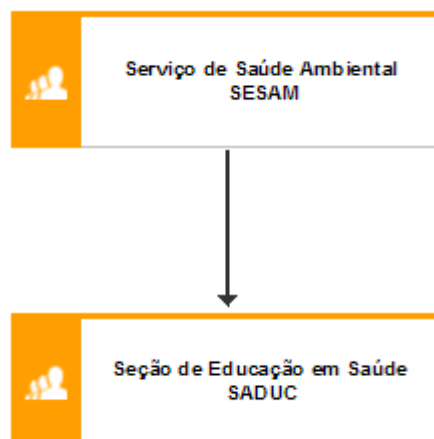 Serviço de Saúde Ambiental
SESAM
Seção de Educação em Saúde
SADUC